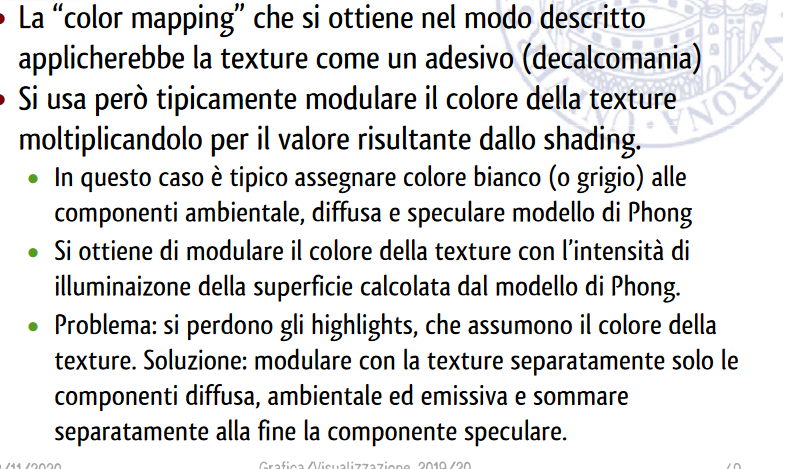 La “color mapping” che si ottiene nel modo descritto
applicherebbe la texture come un adesivo (decalcomania)
Si usa però tipicamente modulare il colore della texture
moltiplicandolo per il valore risultante dallo shading.
In questo caso è tipico assegnare colore bianco (o grigio) alle
componenti ambientale, diffusa e speculare modello di Phong
Si ottiene di modulare il colore della texture con l’intensità di
illuminaizone della superficie calcolata dal modello di Phong.
Problema: si perdono gli highlights, che assumono il colore della
texture. Soluzione: modulare con la texture separatamente solo le
componenti diffusa, ambientale ed emissiva e sommare
separatamente alla fine la componente speculare.
/11/2020 Grafica/Visualizzazione 2019/20
VERONA